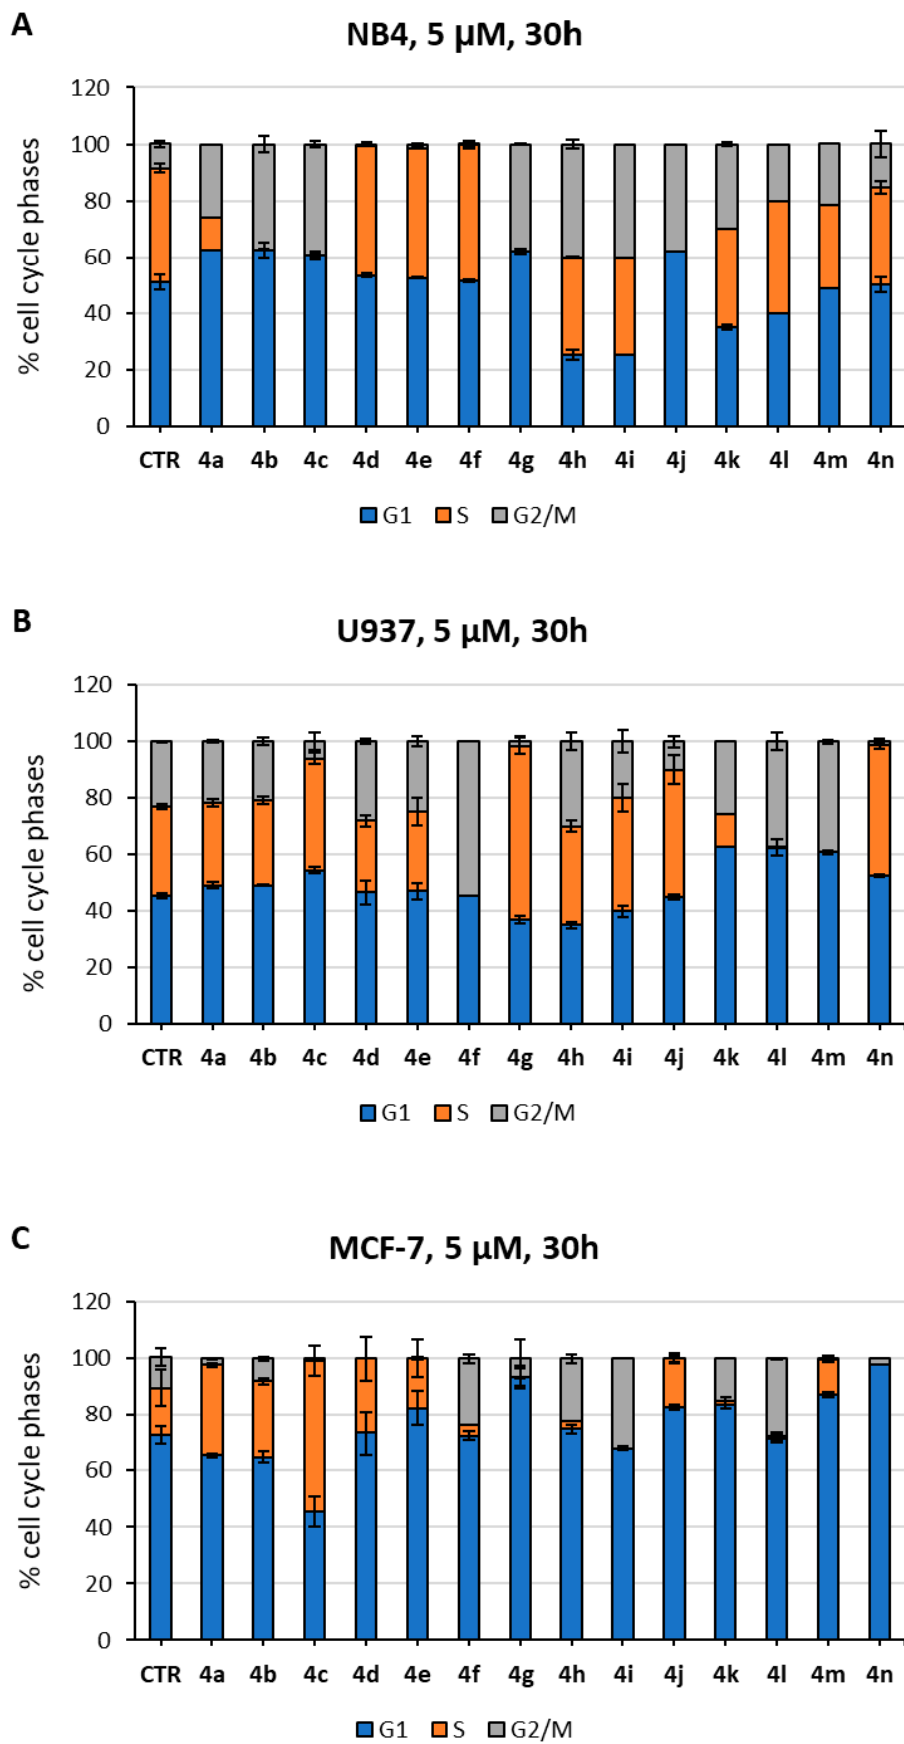 A
NB4, 5 µM, 30h
% cell cycle phases
120
100
80
60
40
20
0
CTR 4a 4b 4c 4d 4e 4f 4g 4h 4i 4j 4k 4l 4m 4n
G1 S G2/M
B
U937, 5 µM, 30h
% cell cycle phases
120
100
80
60
40
20
0
CTR 4a 4b 4c 4d 4e 4f 4g 4h 4i 4j 4k 4l 4m 4n
G1 S G2/M
C
MCF-7, 5 µM, 30h
% cell cycle phases
120
100
80
60
40
20
0
CTR 4a 4b 4c 4d 4e 4f 4g 4h 4i 4j 4k 4l 4m 4n
G1 S G2/M